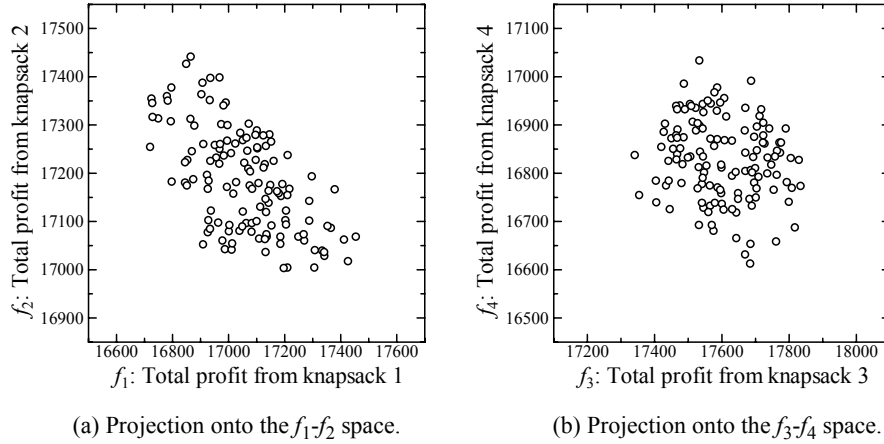 f2: Total profit from knapsack 2
17500
17400
17300
17200
17100
17000
16900
16600 16800 17000 17200 17400
f1: Total profit from knapsack 1
(a) Projection onto the f1-f2 space.
f4: Total profit from knapsack 4
17100
17000
16900
16800
16700
16600
16500
17200 17400 17600 17800 18000
f3: Total profit from knapsack 3
(b) Projection onto the f3-f4 space.